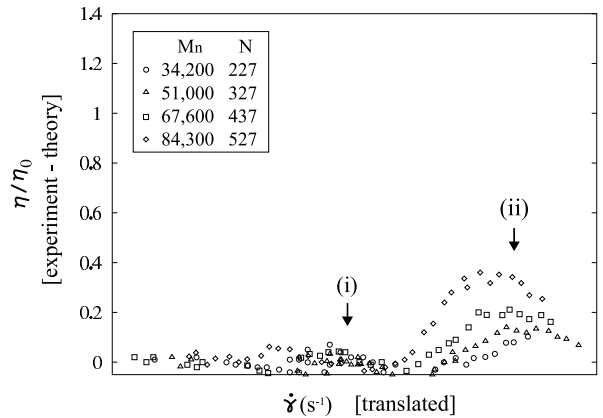 1.4
1.2
1
0.8
0.6
0.4
0.2
0
η/η0
[experiment - theory]
Mn N
34,200 227
51,000 327
67,600 437
84,300 527
(i)
(ii)
γ̇ (s-1) [translated]